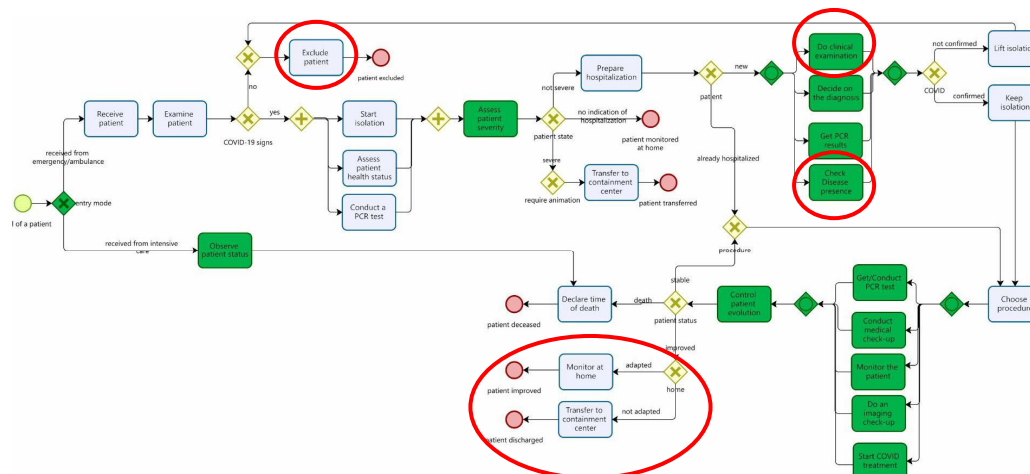 Exclude
patient
patient excluded
no
Receive
patient
Examine
patient
yes
COVID-19 signs
Start
isolation
Assess
patient
health status
Conduct a
PCR test
Assess
patient
severity
not severe
Prepare
hospitalization
patient state
no indication of
hospitalization
patient monitored
at home
severe
require animation
Transfer to
containment
center
patient transferred
patient
new
already hospitalized
Do clinical
examination
Decide on
the diagnosis
Get PCR
results
Check
Disease
presence
COVID
not confirmed
Lift isolation
confirmed
Keep
isolation
received from
emergency/ambulance
l of a patient
entry mode
received from intensive
care
Observe
patient status
procedure
stable
Declare time
of death
death
patient status
patient deceased
Control
patient
evolution
improved
Monitor at
home
adapted
home
patient improved
Transfer to
containment
center
not adapted
patient discharged
Get/Conduct
PCR test
Conduct
medical
check-up
Monitor the
patient
Do an
imaging
check-up
Start COVID
treatment
Choose
procedure